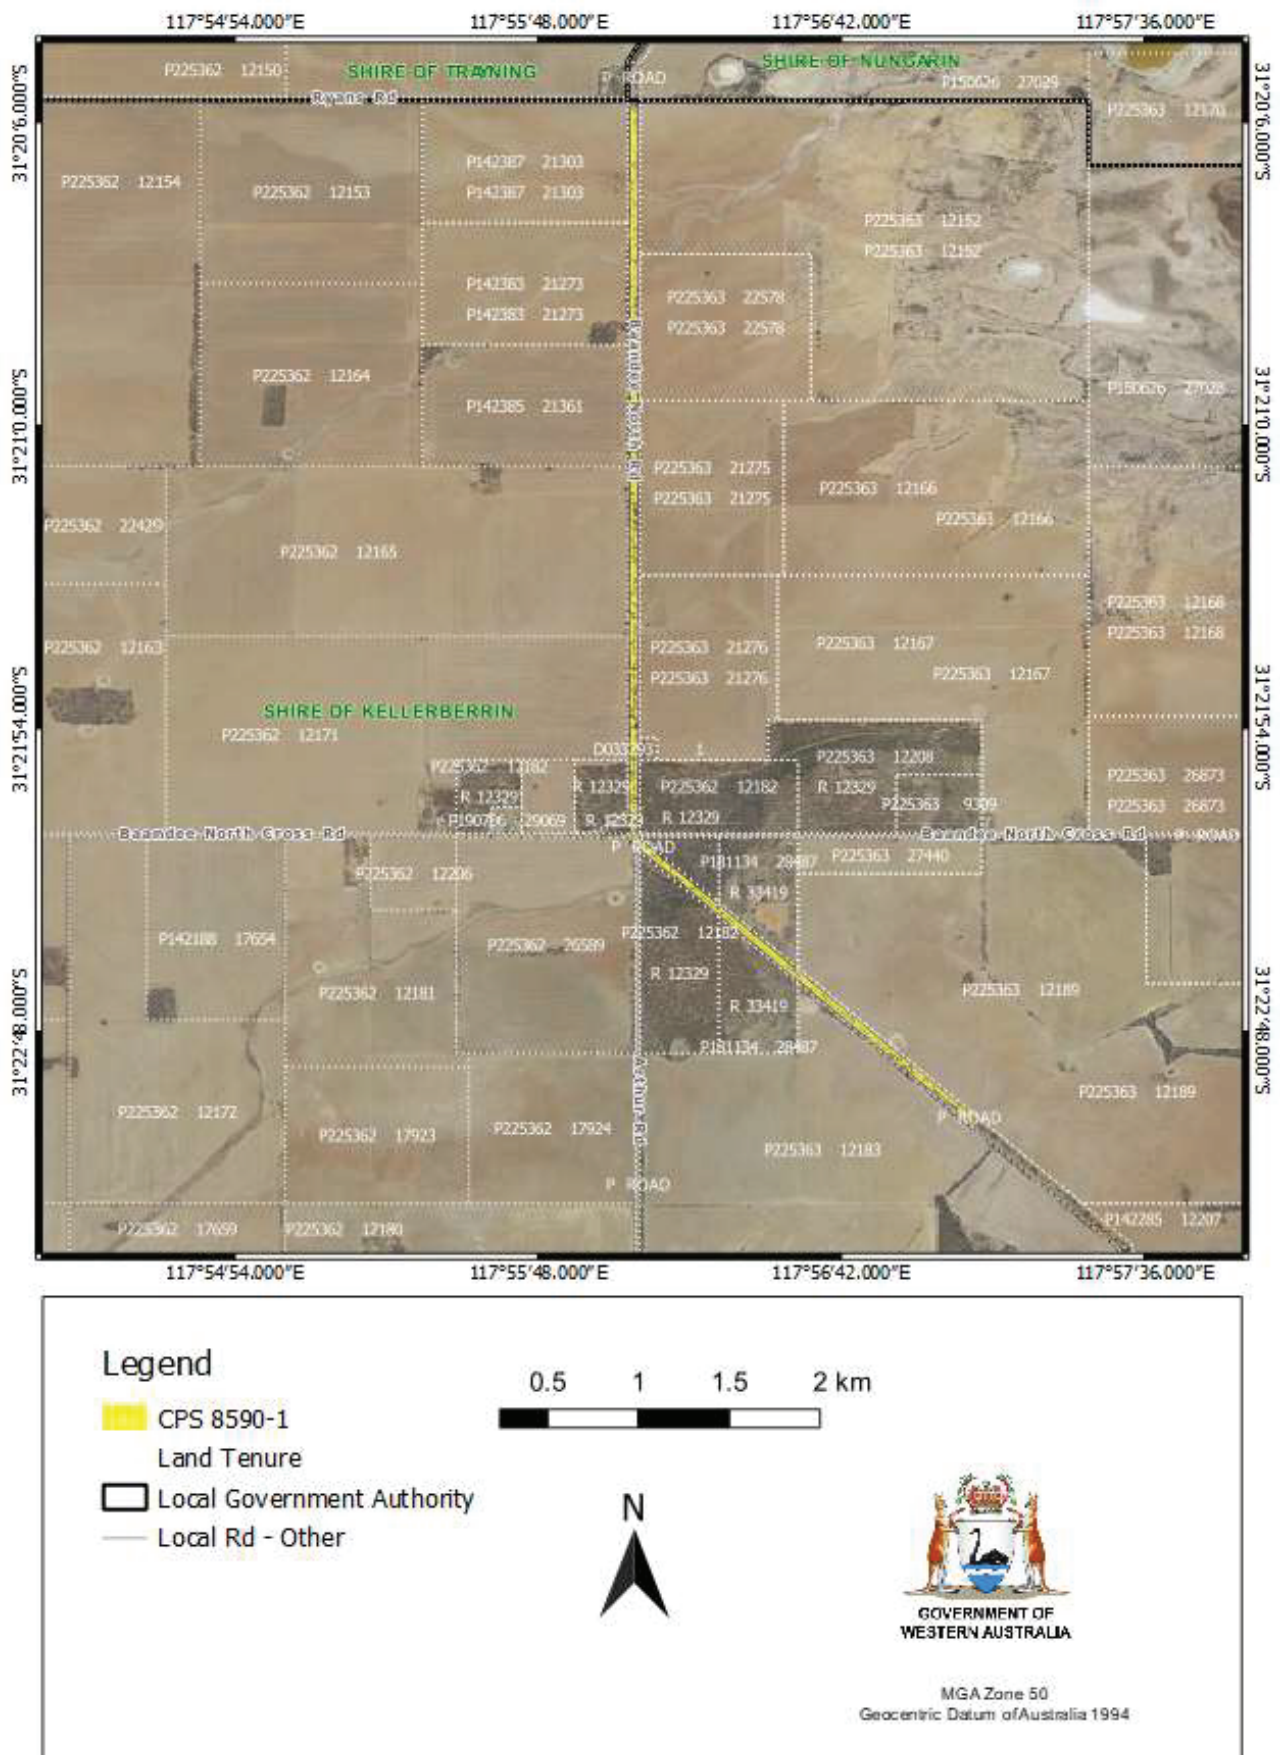 117°54'54.000"E 117°55'48.000"E 117°56'42.000"E 117°57'36.000"E
P225362 12150 SHIRE OF TRAYNING P ROAD SHIRE OF NUNGARIN P150626 27029
Ryans Rd
P225363 12170
31°20'6.000"S 31°20'6.000"S
P225362 12154 P225362 12153 P142387 21303
P142387 21303
P225363 12152
P225363 12152
P142383 21273
P142383 21273
P225363 22578
P225363 22578
P225362 12164 P142385 21361 P150626 27028
31°21'0.000"S 31°21'0.000"S
P225363 21275
P225363 21275
P225363 12166
P225363 12166
P225362 22429 P225362 12165
P225363 12168
P225363 12168
P225362 12163
P225363 21276
P225363 21276
P225363 12167
P225363 12167
SHIRE OF KELLERBERRIN
P225362 12171
31°21'54.000"S 31°21'54.000"S
D033293 1
P225362 12182 P225362 12182 P225363 12208
P225363 26873
P225363 26873
R 12329 R 12329 R 12329 P225363 9309
P190786 29069 R 12329 R 12329
Baandee North Cross Rd Baandee North Cross Rd P ROAD
P ROAD
P225362 12206 P181134 28487 P225363 27440
R 33419
P142188 17654 P225362 26589 P225362 12182
R 12329
P225362 12181 R 33419 P225363 12189
P181134 28487
31°22'48.000"S 31°22'48.000"S
Arthur Rd
P225362 12172 P225362 17923 P225362 17924 P225363 12183 P ROAD P225363 12189
P ROAD
P225362 17659 P225362 12180 P142285 12207
117°54'54.000"E 117°55'48.000"E 117°56'42.000"E 117°57'36.000"E
Legend
CPS 8590-1
Land Tenure
Local Government Authority
Local Rd - Other
0.5 1 1.5 2 km
N
GOVERNMENT OF
WESTERN AUSTRALIA
MGA Zone 50
Geocentric Datum of Australia 1994